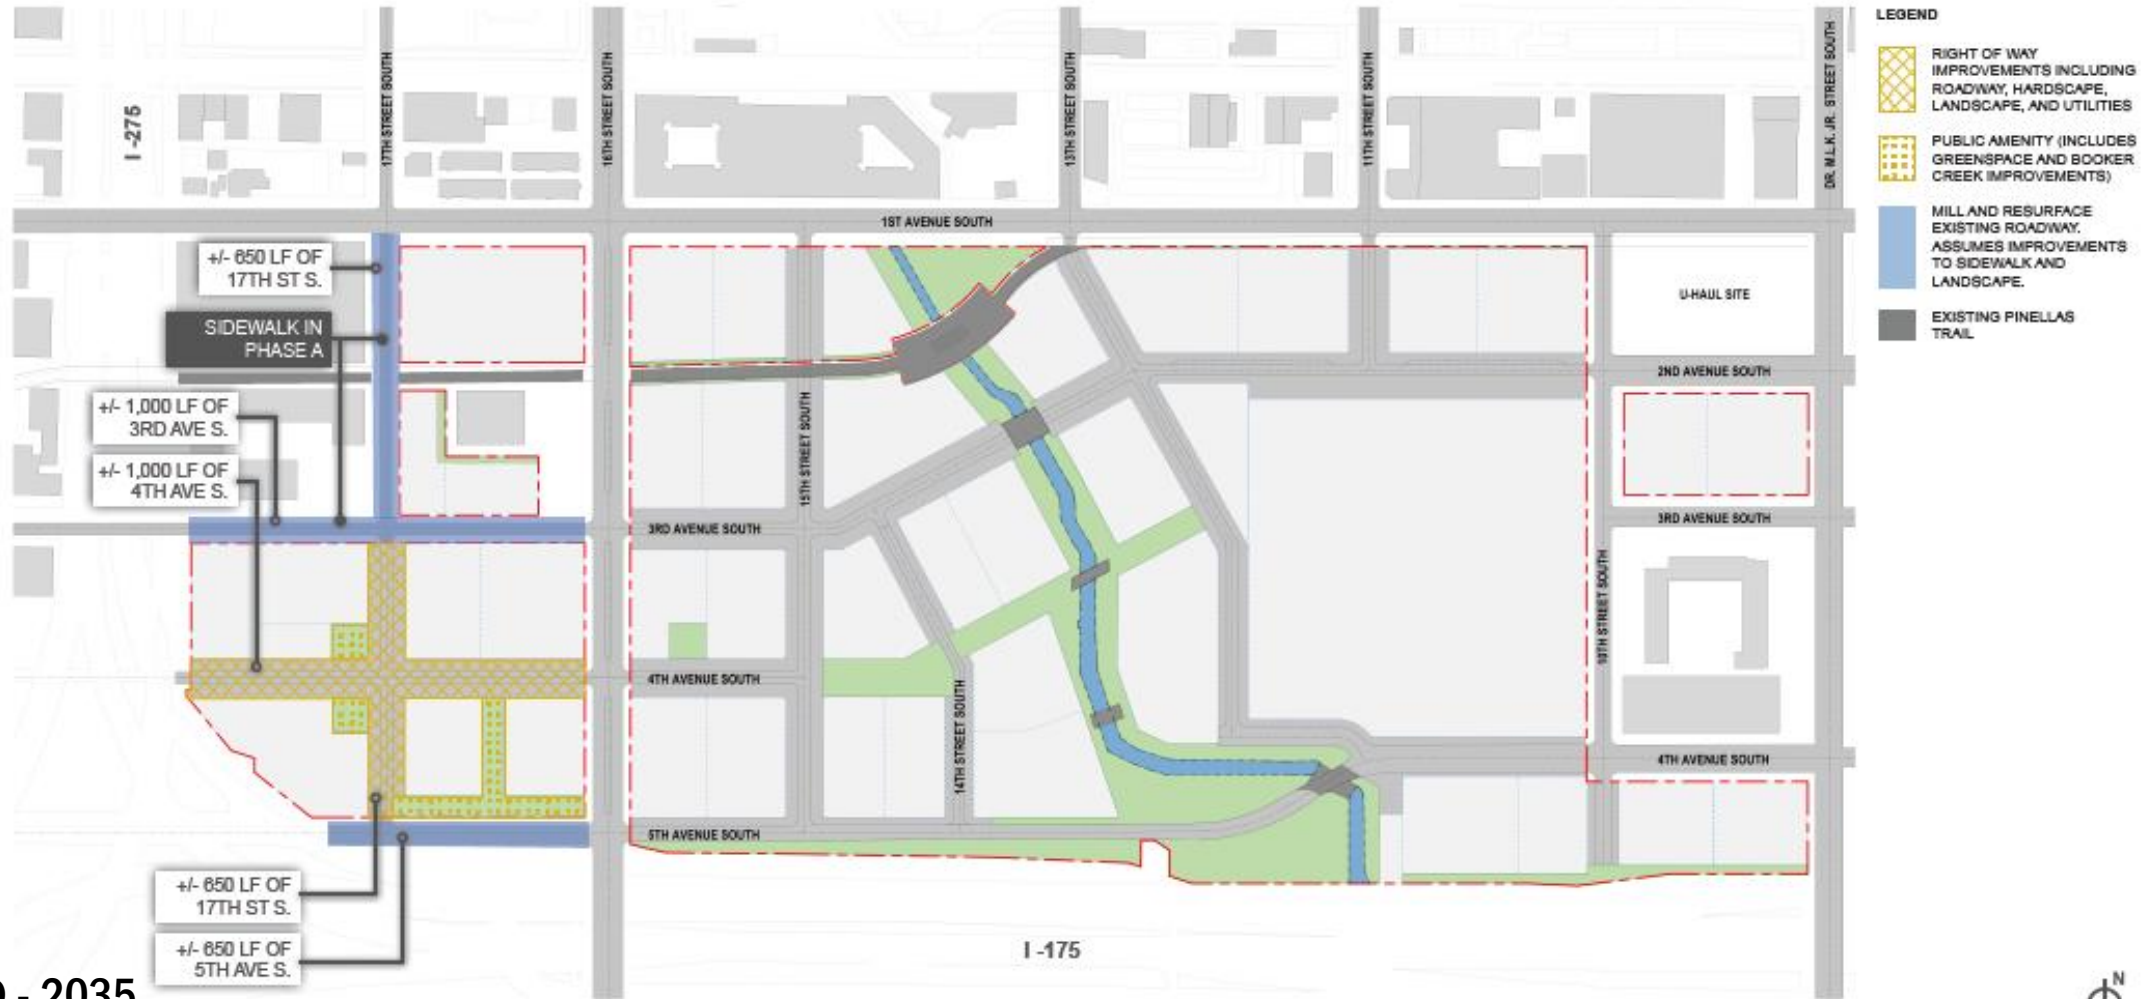 LEGEND
RIGHT OF WAY
IMPROVEMENTS INCLUDING
ROADWAY, HARDSCAPE,
LANDSCAPE, AND UTILITIES
PUBLIC AMENITY (INCLUDES
GREENSPACE AND BOOKER
CREEK IMPROVEMENTS)
MILL AND RESURFACE
EXISTING ROADWAY.
ASSUMES IMPROVEMENTS
TO SIDEWALK AND
LANDSCAPE.
EXISTING PINELLAS
TRAIL
I -275
17TH STREET SOUTH
16TH STREET SOUTH
13TH STREET SOUTH
11TH STREET SOUTH
DR. M.L.K. JR. STREET SOUTH
1ST AVENUE SOUTH
+/- 650 LF OF
17TH ST S.
SIDEWALK IN
PHASE A
+/- 1,000 LF OF
3RD AVE S.
+/- 1,000 LF OF
4TH AVE S.
U-HAUL SITE
2ND AVENUE SOUTH
15TH STREET SOUTH
3RD AVENUE SOUTH
3RD AVENUE SOUTH
10TH STREET SOUTH
4TH AVENUE SOUTH
14TH STREET SOUTH
4TH AVENUE SOUTH
5TH AVENUE SOUTH
+/- 650 LF OF
17TH ST S.
+/- 650 LF OF
5TH AVE S.
I -175
- 2035
N